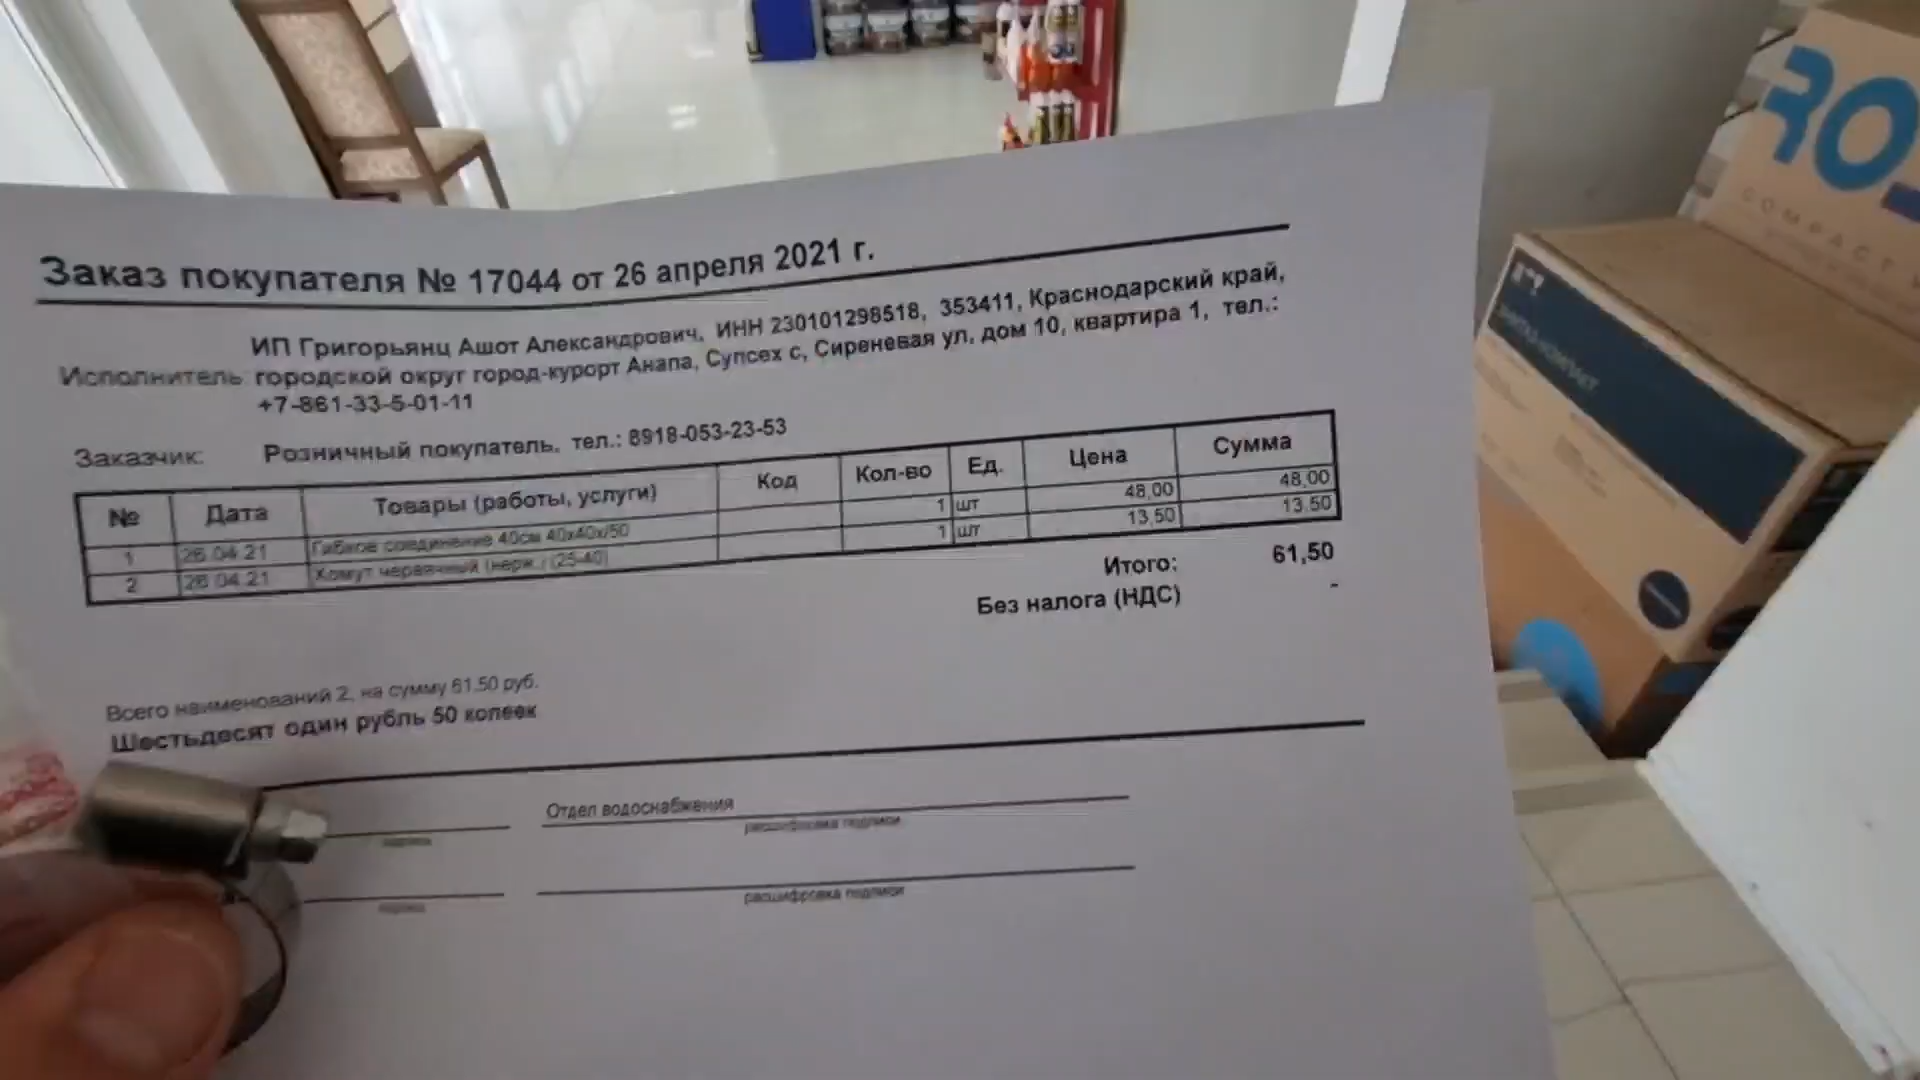 Заказ покупателя № 17044 от 26 апреля 2021 г.
ИП Григорьянц Ашот Александрович, ИНН 230101298518, 353411, Краснодарский край,
Исполнитель: городской округ город-курорт Анапа, Супсех с, Сиреневая ул, дом 10, квартира 1, тел.:
+7-861-33-5-01-11
Заказчик: Розничный покупатель, тел.: 8918-053-23-53
№ Дата Товары (работы, услуги) Код Кол-во Ед. Цена Сумма
1 26.04.21 Гибкое соединение 40см 40х40х/50 1 шт 48,00 48,00
2 26.04.21 Хомут червячный (нерж.) (25-40) 1 шт 13,50 13,50
Итого: 61,50
Без налога (НДС) -
Всего наименований 2, на сумму 61,50 руб.
Шестьдесят один рубль 50 копеек
Отдел водоснабжения
подпись расшифровка подписи
подпись расшифровка подписи
RO
COMPACT